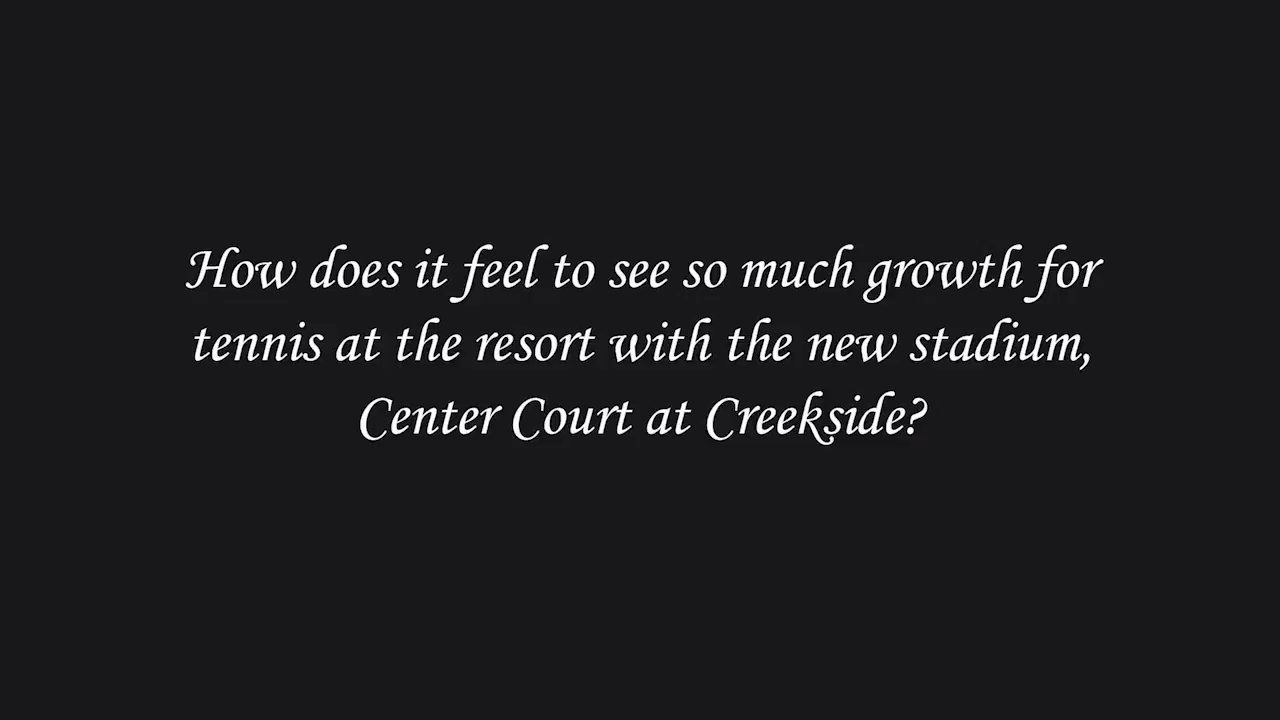 How does it feel to see so much growth for
tennis at the resort with the new stadium,
Center Court at Creekside?